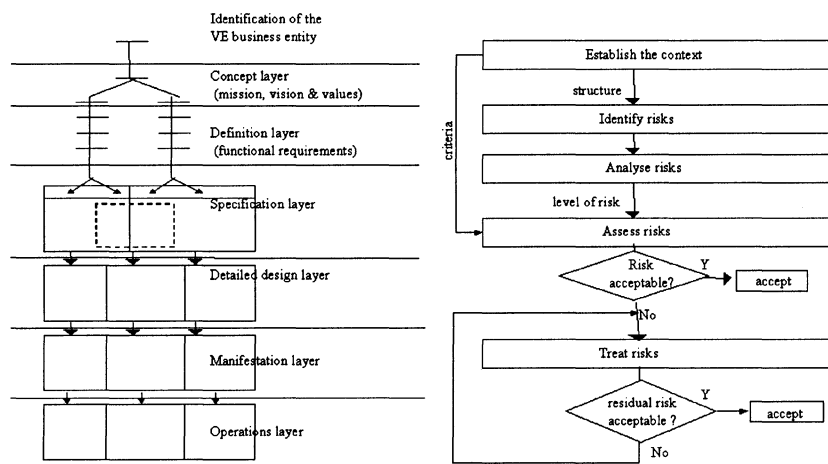 Identification of the
VE business entity
Concept layer
(mission, vision & values)
Definition layer
(functional requirements)
Specification layer
Detailed design layer
Manifestation layer
Operations layer
Establish the context
structure
Identify risks
criteria
Analyse risks
level of risk
Assess risks
Risk
acceptable?
Y
accept
No
Treat risks
residual risk
acceptable ?
Y
accept
No